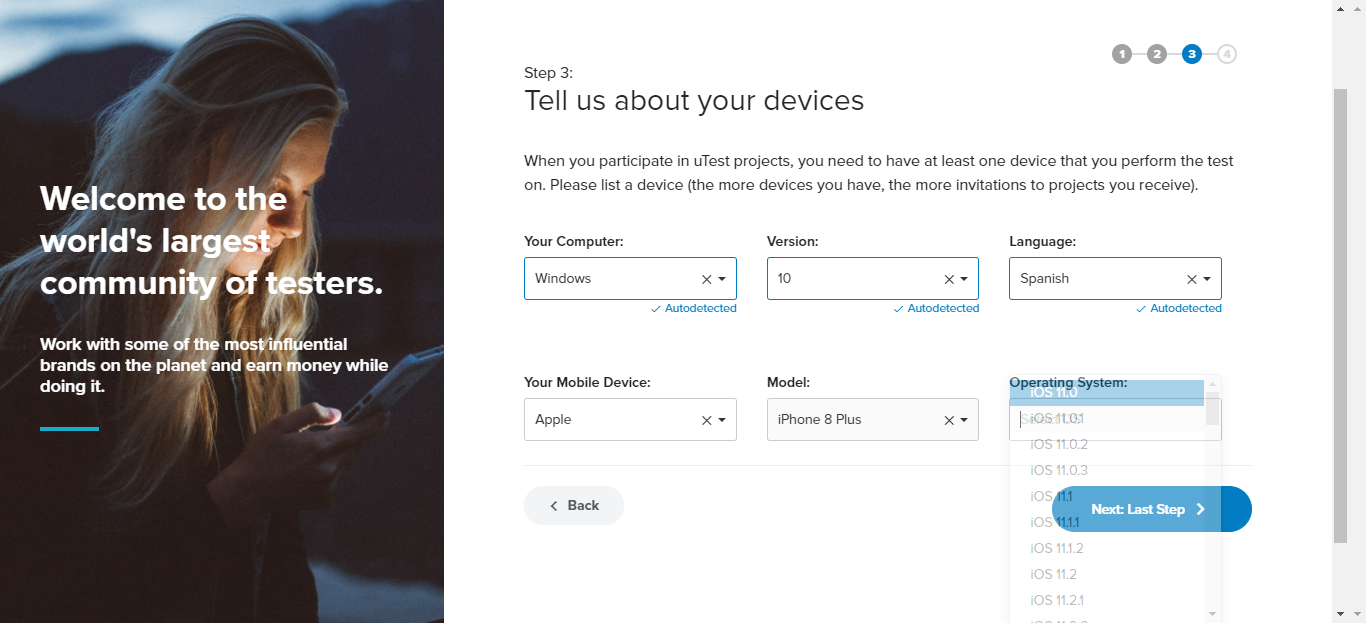 Welcome to the
world's largest
community of testers.
Work with some of the most influential
brands on the planet and earn money while
doing it.
1 2 3 4
Step 3:
Tell us about your devices
When you participate in uTest projects, you need to have at least one device that you perform the test
on. Please list a device (the more devices you have, the more invitations to projects you receive).
Your Computer: Version: Language:
Windows 10 Spanish
Autodetected Autodetected Autodetected
Your Mobile Device: Model: Operating System:
Apple iPhone 8 Plus Select OS
iOS 11.0
iOS 11.0.1
iOS 11.0.2
iOS 11.0.3
iOS 11.1
iOS 11.1.1
iOS 11.1.2
iOS 11.2
iOS 11.2.1
Back Next: Last Step